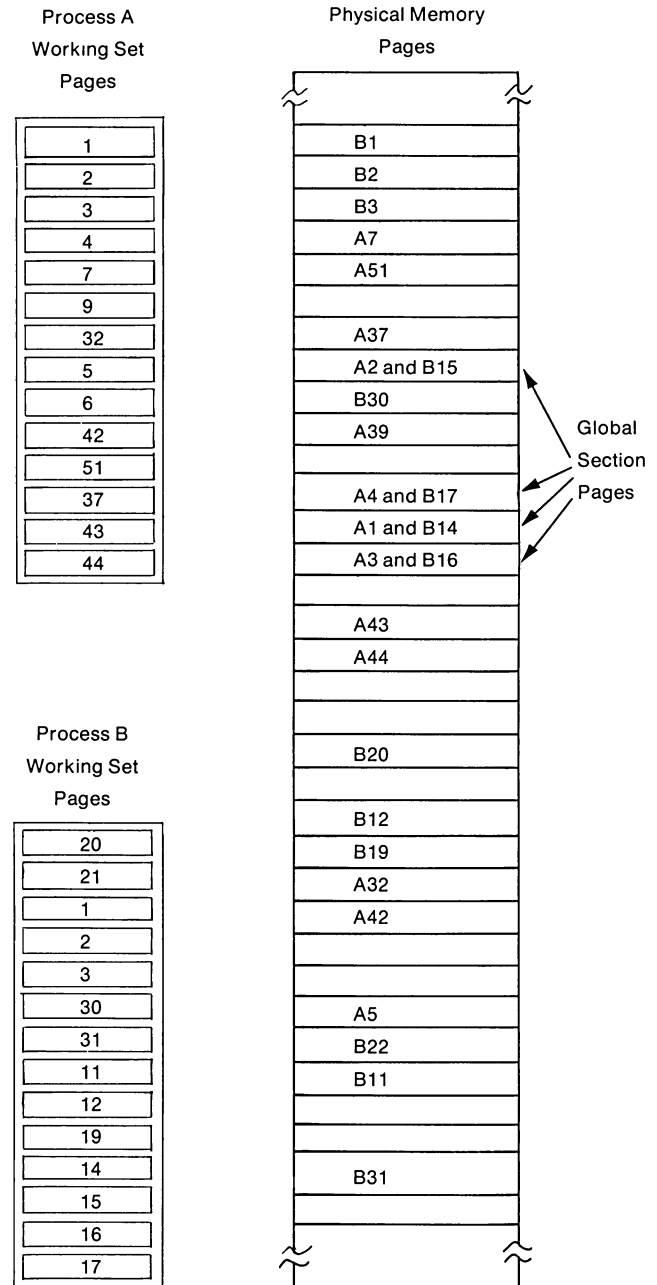 Process A
Working Set
Pages
1
2
3
4
7
9
32
5
6
42
51
37
43
44
Process B
Working Set
Pages
20
21
1
2
3
30
31
11
12
19
14
15
16
17
Physical Memory
Pages
B1
B2
B3
A7
A51
A37
A2 and B15
B30
A39
A4 and B17
A1 and B14
A3 and B16
A43
A44
B20
B12
B19
A32
A42
A5
B22
B11
B31
Global
Section
Pages